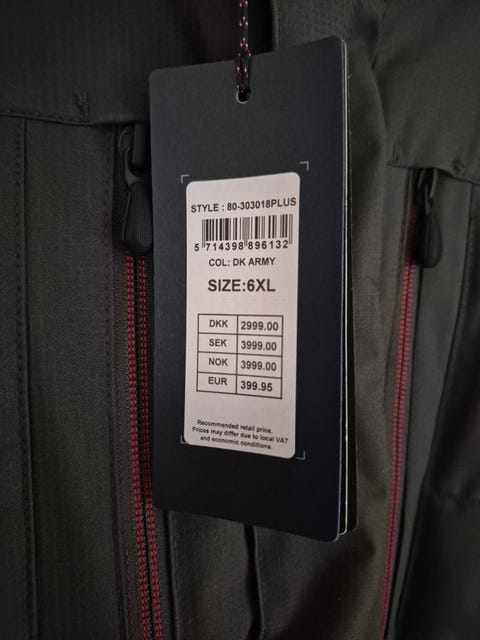 STYLE : 80-303018PLUS
5 714398 896132
COL: DK ARMY
SIZE:6XL
DKK 2999.00
SEK 3999.00
NOK 3999.00
EUR 399.95
Recommended retail price.
Prices may differ due to local VAT
and economic conditions.